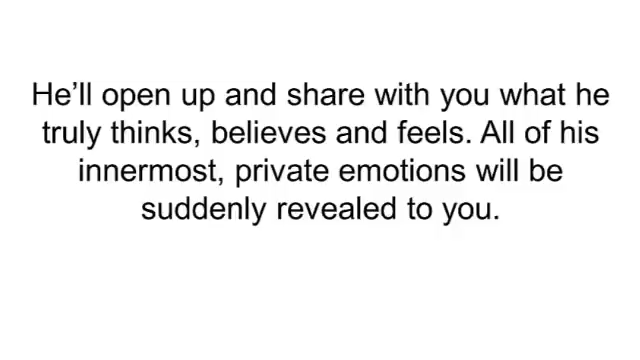 He’ll open up and share with you what he
truly thinks, believes and feels. All of his
innermost, private emotions will be
suddenly revealed to you.